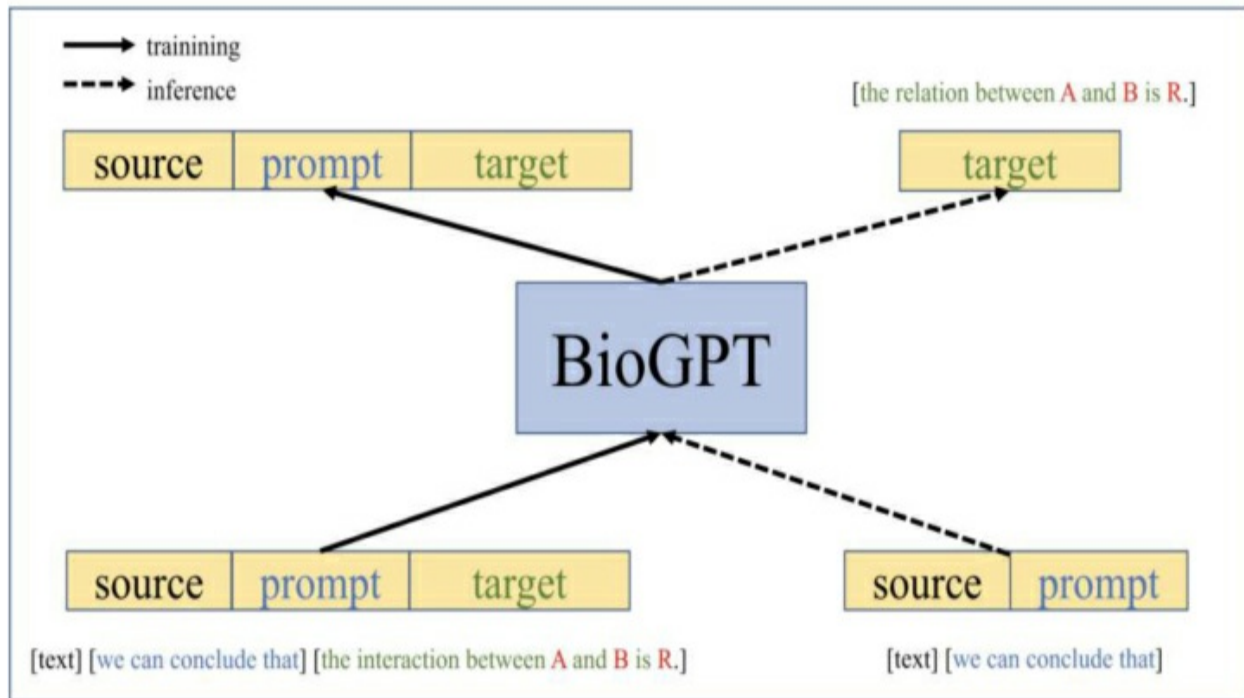 trainining
inference
[the relation between A and B is R.]
source prompt target
target
BioGPT
source prompt target
source prompt
[text] [we can conclude that] [the interaction between A and B is R.]
[text] [we can conclude that]